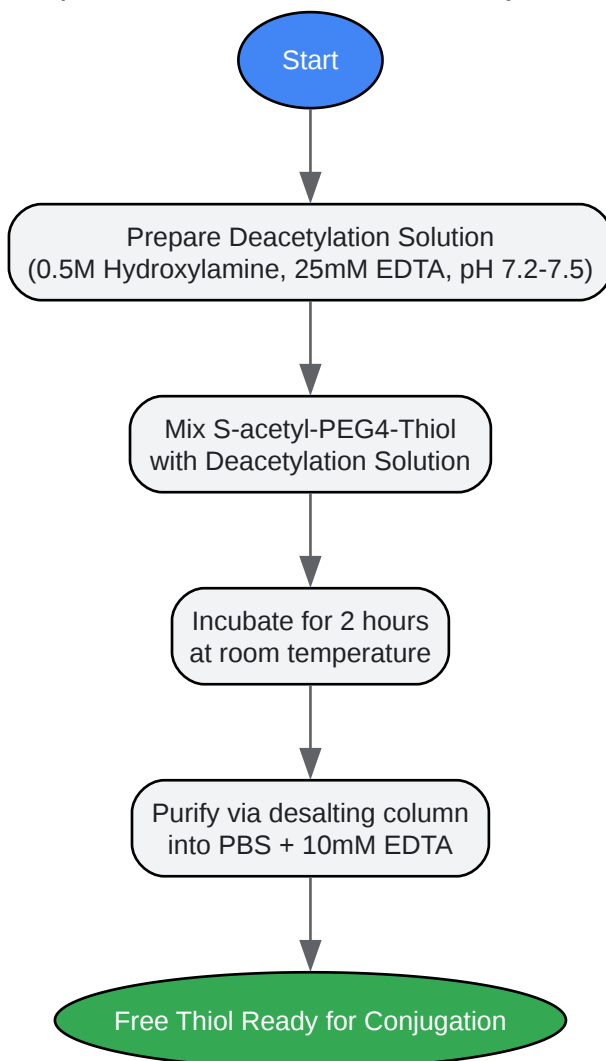 Start
Prepare Deacetylation Solution
(0.5M Hydroxylamine, 25mM EDTA, pH 7.2-7.5)
Mix S-acetyl-PEG4-Thiol
with Deacetylation Solution
Incubate for 2 hours
at room temperature
Purify via desalting column
into PBS + 10mM EDTA
Free Thiol Ready for Conjugation